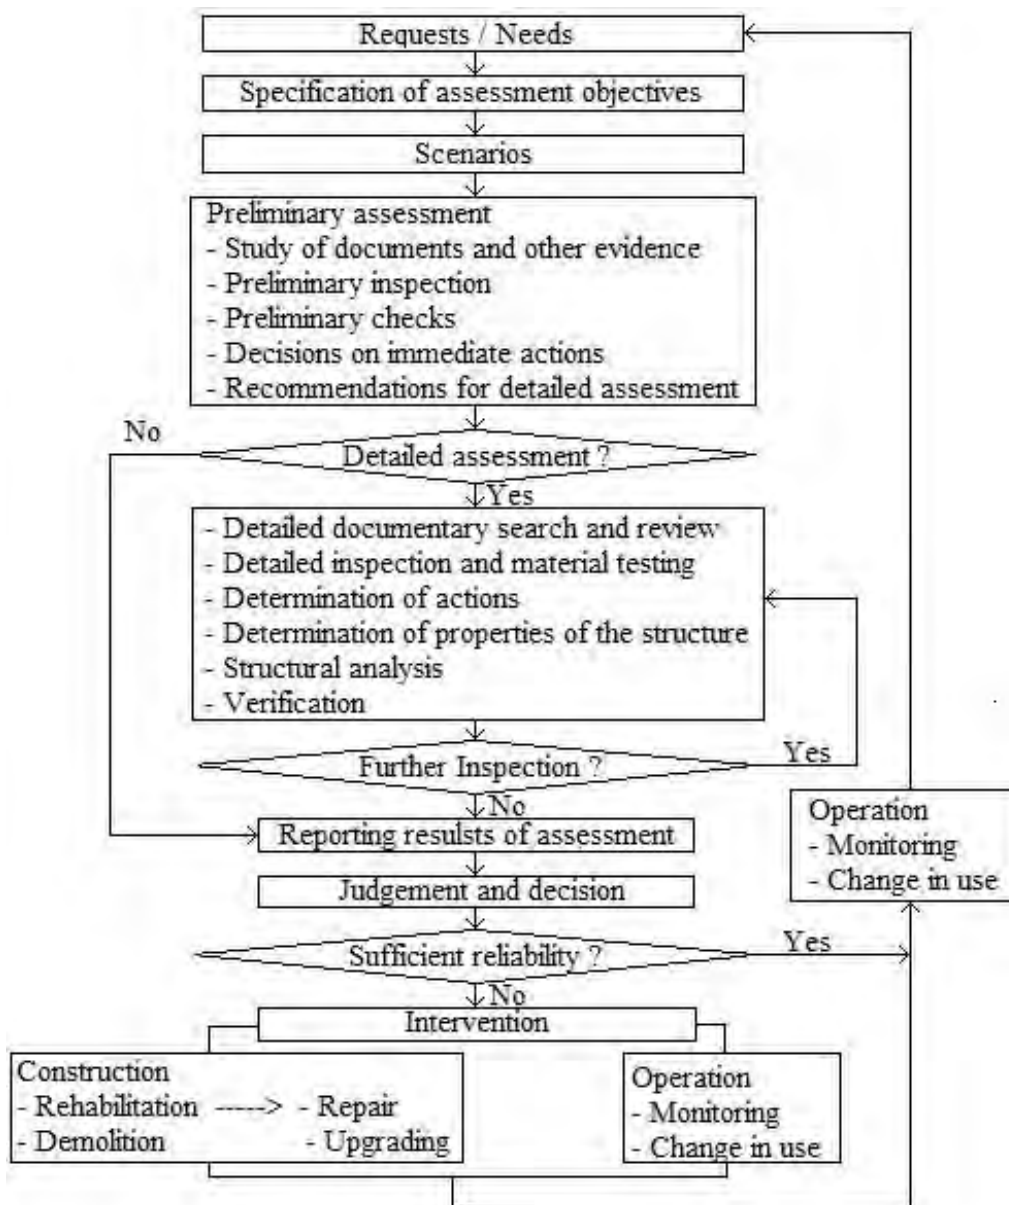 Requests / Needs
Specification of assessment objectives
Scenarios
Preliminary assessment
- Study of documents and other evidence
- Preliminary inspection
- Preliminary checks
- Decisions on immediate actions
- Recommendations for detailed assessment
No
Detailed assessment ?
Yes
- Detailed documentary search and review
- Detailed inspection and material testing
- Determination of actions
- Determination of properties of the structure
- Structural analysis
- Verification
Further Inspection ?
Yes
No
Reporting resulsts of assessment
Operation
- Monitoring
- Change in use
Judgement and decision
Sufficient reliability ?
Yes
No
Intervention
Construction
- Rehabilitation -----> - Repair
- Demolition - Upgrading
Operation
- Monitoring
- Change in use